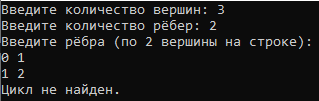 Введите количество вершин: 3
Введите количество рёбер: 2
Введите рёбра (по 2 вершины на строке):
0 1
1 2
Цикл не найден.